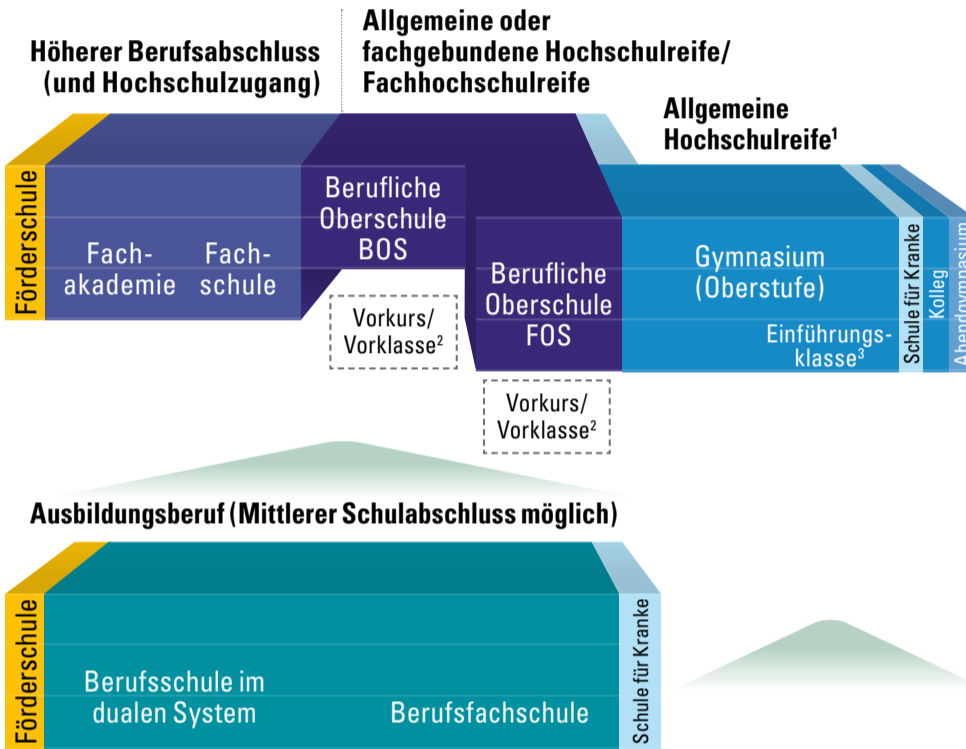 Höherer Berufsabschluss
(und Hochschulzugang)
Allgemeine oder
fachgebundene Hochschulreife/
Fachhochschulreife
Allgemeine
Hochschulreife¹
Förderschule
Fach-
akademie
Fach-
schule
Berufliche
Oberschule
BOS
Vorkurs/
Vorklasse²
Berufliche
Oberschule
FOS
Vorkurs/
Vorklasse²
Gymnasium
(Oberstufe)
Einführungs-
klasse³
Schule für Kranke
Kolleg
Abendgymnasium
Ausbildungsberuf (Mittlerer Schulabschluss möglich)
Förderschule
Berufsschule im
dualen System
Berufsfachschule
Schule für Kranke